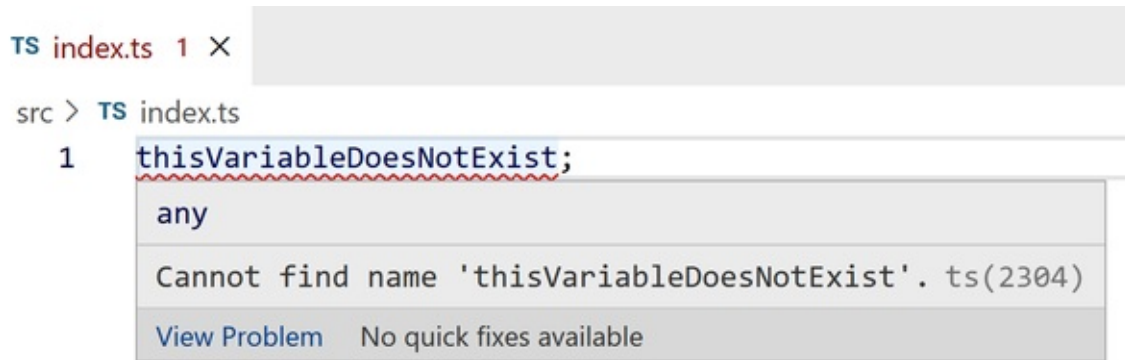 TS index.ts 1 ×
src > TS index.ts
1 thisVariableDoesNotExist;
any
Cannot find name 'thisVariableDoesNotExist'. ts(2304)
View Problem No quick fixes available